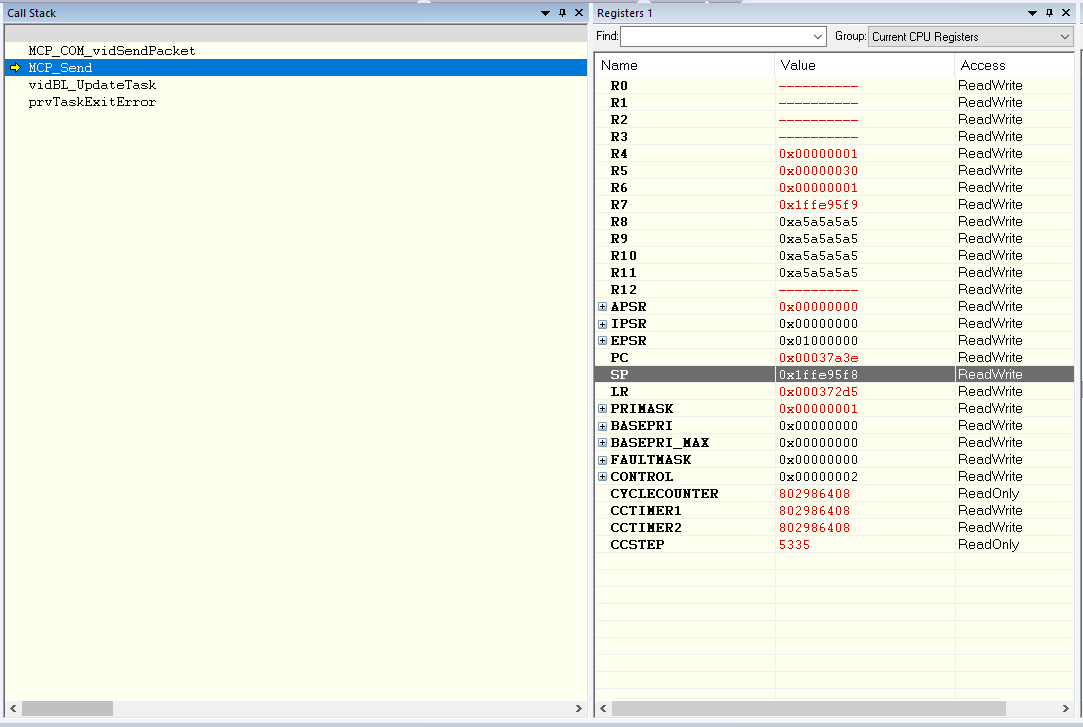 Call Stack
MCP_COM_vidSendPacket
MCP_Send
vidBL_UpdateTask
prvTaskExitError
Registers 1
Find: Group: Current CPU Registers
Name Value Access
R0 ---------- ReadWrite
R1 ---------- ReadWrite
R2 ---------- ReadWrite
R3 ---------- ReadWrite
R4 0x00000001 ReadWrite
R5 0x00000030 ReadWrite
R6 0x00000001 ReadWrite
R7 0x1ffe95f9 ReadWrite
R8 0xa5a5a5a5 ReadWrite
R9 0xa5a5a5a5 ReadWrite
R10 0xa5a5a5a5 ReadWrite
R11 0xa5a5a5a5 ReadWrite
R12 ---------- ReadWrite
APSR 0x00000000 ReadWrite
IPSR 0x00000000 ReadWrite
EPSR 0x01000000 ReadWrite
PC 0x00037a3e ReadWrite
SP 0x1ffe95f8 ReadWrite
LR 0x000372d5 ReadWrite
PRIMASK 0x00000001 ReadWrite
BASEPRI 0x00000000 ReadWrite
BASEPRI_MAX 0x00000000 ReadWrite
FAULTMASK 0x00000000 ReadWrite
CONTROL 0x00000002 ReadWrite
CYCLECOUNTER 802986408 ReadOnly
CCTIMER1 802986408 ReadWrite
CCTIMER2 802986408 ReadWrite
CCSTEP 5335 ReadOnly